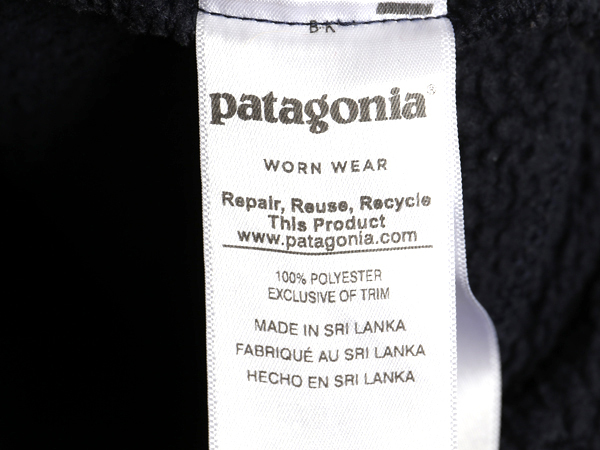 B·K
patagonia®
WORN WEAR
Repair, Reuse, Recycle
This Product
www.patagonia.com
100% POLYESTER
EXCLUSIVE OF TRIM
MADE IN SRI LANKA
FABRIQUÉ AU SRI LANKA
HECHO EN SRI LANKA